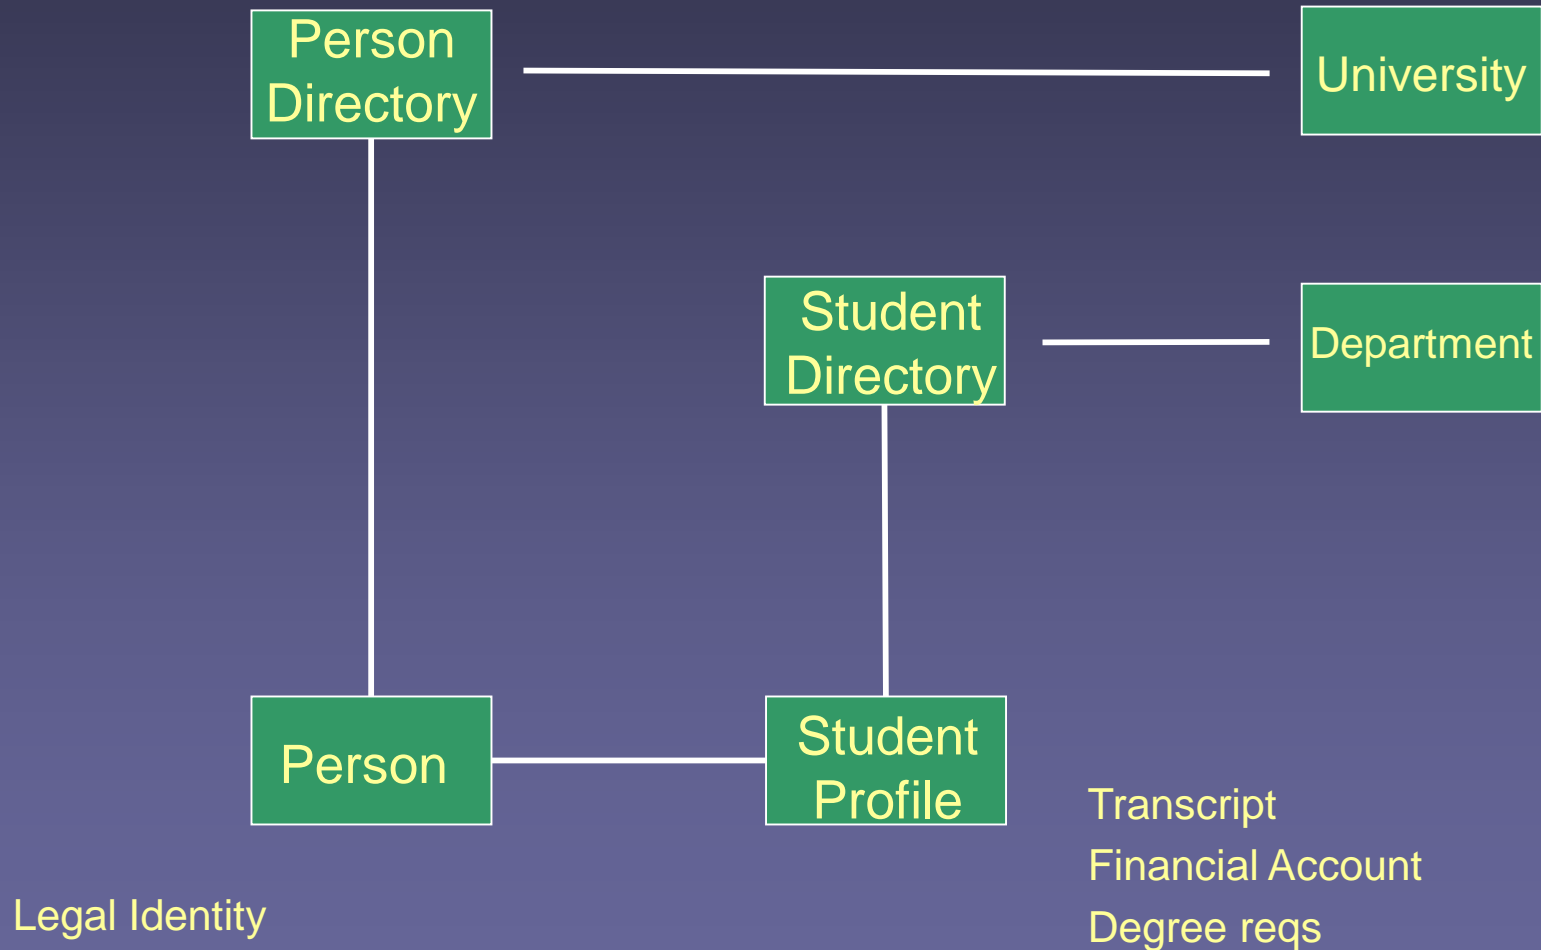 Person
Directory
University
Student
Directory
Department
Person
Student
Profile
Transcript
Financial Account
Degree reqs
Legal Identity